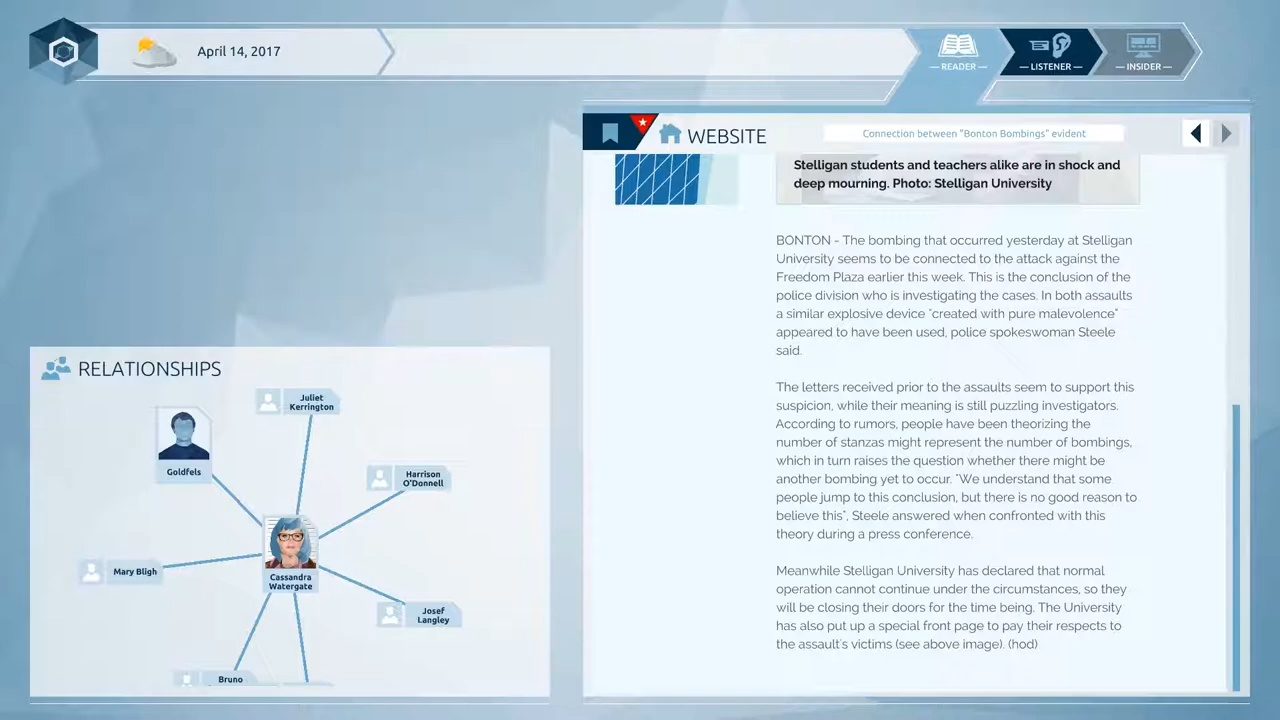 April 14, 2017
— READER —
— LISTENER —
— INSIDER —
WEBSITE
Connection between "Bonton Bombings" evident
Stelligan students and teachers alike are in shock and
deep mourning. Photo: Stelligan University
BONTON - The bombing that occurred yesterday at Stelligan
University seems to be connected to the attack against the
Freedom Plaza earlier this week. This is the conclusion of the
police division who is investigating the cases. In both assaults
a similar explosive device "created with pure malevolence"
appeared to have been used, police spokeswoman Steele
said.
The letters received prior to the assaults seem to support this
suspicion, while their meaning is still puzzling investigators.
According to rumors, people have been theorizing the
number of stanzas might represent the number of bombings,
which in turn raises the question whether there might be
another bombing yet to occur. "We understand that some
people jump to this conclusion, but there is no good reason to
believe this", Steele answered when confronted with this
theory during a press conference.
Meanwhile Stelligan University has declared that normal
operation cannot continue under the circumstances, so they
will be closing their doors for the time being. The University
has also put up a special front page to pay their respects to
the assault's victims (see above image). (hod)
RELATIONSHIPS
Juliet
Kerrington
Goldfels
Harrison
O'Donnell
Cassandra
Watergate
Mary Bligh
Josef
Langley
Bruno